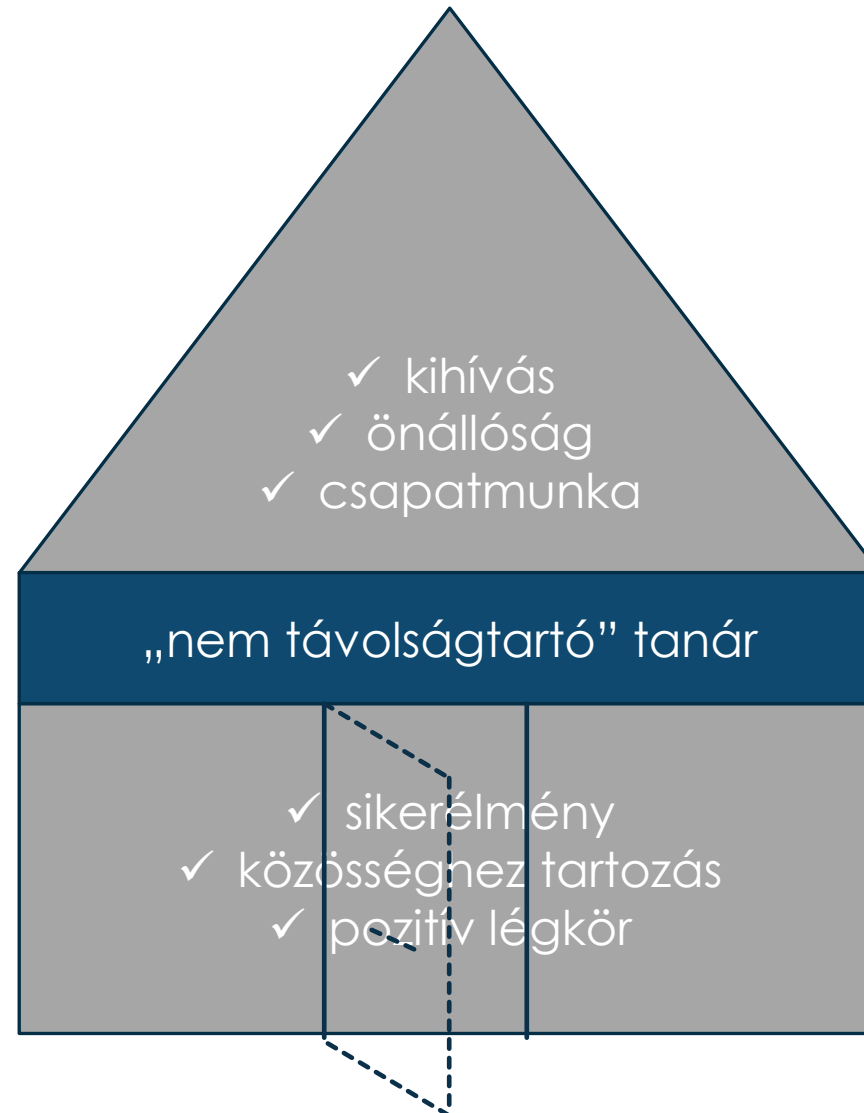 ✓ kihívás
✓ önállóság
✓ csapatmunka
„nem távolságtartó” tanár
✓ sikerélmény
✓ közösséghez tartozás
✓ pozitív légkör